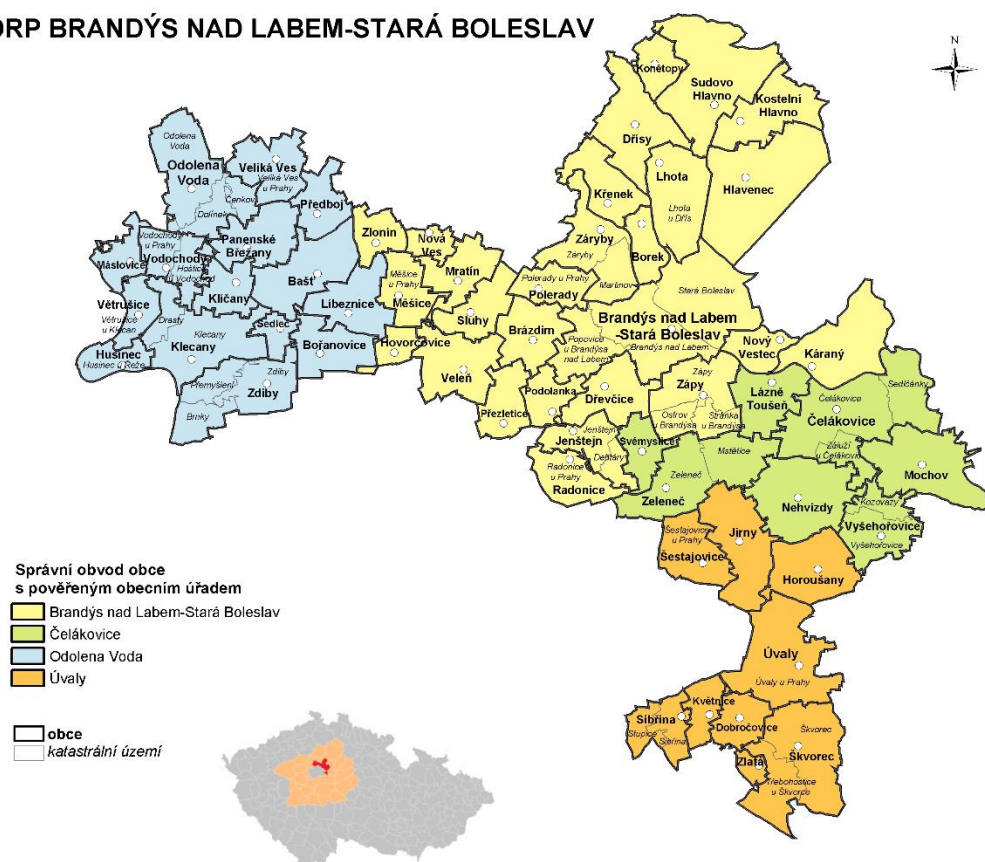 ORP BRANDÝS NAD LABEM-STARÁ BOLESLAV
N
Konětopy
Sudovo
Hlavno
Kostelní
Hlavno
Dřísy
Lhota
Hlavenec
Lhota
u Dřís
Křenek
Záryby
Záryby
Borek
Martinov
Odolena
Voda
Odolena
Voda
Veliká Ves
Veliká Ves
u Prahy
Čenkov
Dolínek
Předboj
Vodochody
u Prahy
Vodochody
Hoštice
u Vodochod
Panenské
Břežany
Máslovice
Klíčany
Bašť
Větrušice
Větrušice
u Klecan
Drasty
Klecany
Klecany
Sedlec
Líbeznice
Bořanovice
Husinec
Husinec u Řeže
Přemyšlení
Zdiby
Zdiby
Brnky
Zlonín
Nová
Ves
Měšice
u Prahy
Měšice
Mratín
Sluhy
Hovorčovice
Veleň
Polerady u Prahy
Polerady
Brázdim
Popovice
u Brandýsa
nad Labem
Stará Boleslav
Brandýs nad Labem
-Stará Boleslav
Brandýs nad Labem
Nový
Vestec
Káraný
Přezletice
Podolanka
Dřevčice
Zápy
Zápy
Ostrov
u Brandýsa
Stránka
u Brandýsa
Jenštejn
Jenštejn
Dehtáry
Radonice
u Prahy
Radonice
Lázně
Toušeň
Sedlčánky
Čelákovice
Čelákovice
Záluží
u Čelákovic
Mochov
Svémyslice
Mstětice
Zeleneč
Zeleneč
Nehvizdy
Kozovazy
Vyšehořovice
Vyšehořovice
Šestajovice
u Prahy
Šestajovice
Jirny
Horoušany
Úvaly
Úvaly u Prahy
Sibřina
Stupice
Sibřina
Květnice
Dobročovice
Škvorec
Škvorec
Zlatá
Třebohostice
u Škvorce
Správní obvod obce
s pověřeným obecním úřadem
Brandýs nad Labem-Stará Boleslav
Čelákovice
Odolena Voda
Úvaly
obce
katastrální území